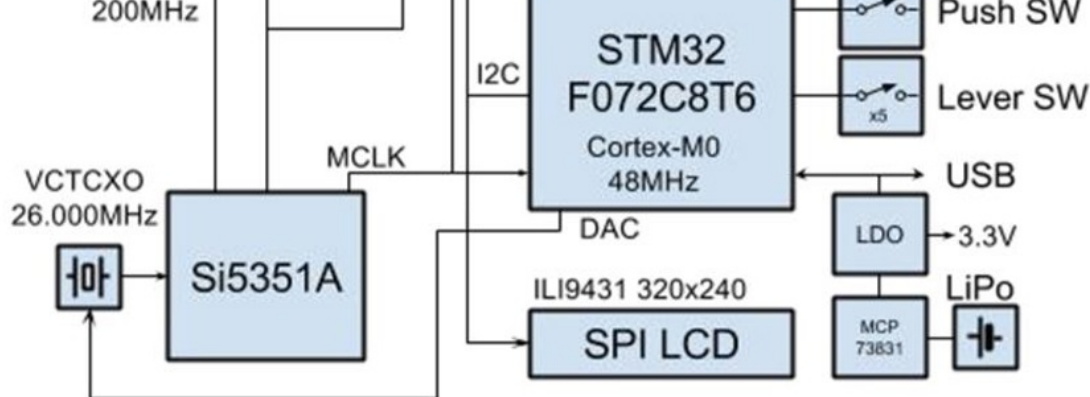 200MHz
Push SW
STM32
F072C8T6
Cortex-M0
48MHz
I2C
x5
Lever SW
MCLK
VCTCXO
26.000MHz
USB
DAC
LDO
3.3V
Si5351A
ILI9431 320x240
LiPo
SPI LCD
MCP
73831